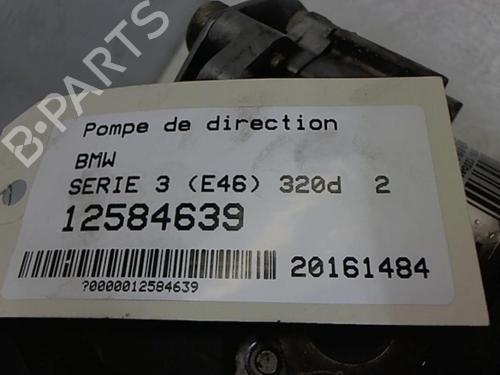 B-PARTS
Pompe de direction
BMW
SERIE 3 (E46) 320d 2
12584639
20161484
?0000012584639